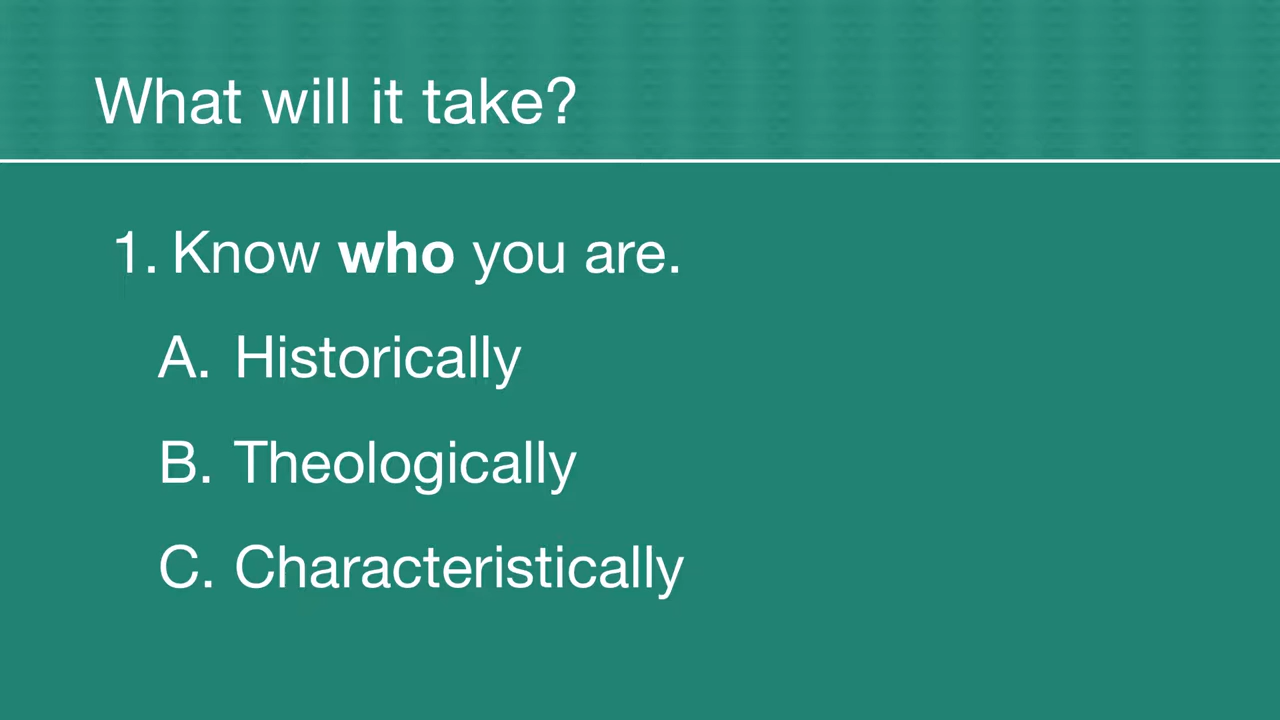 What will it take?
1. Know who you are.
A. Historically
B. Theologically
C. Characteristically